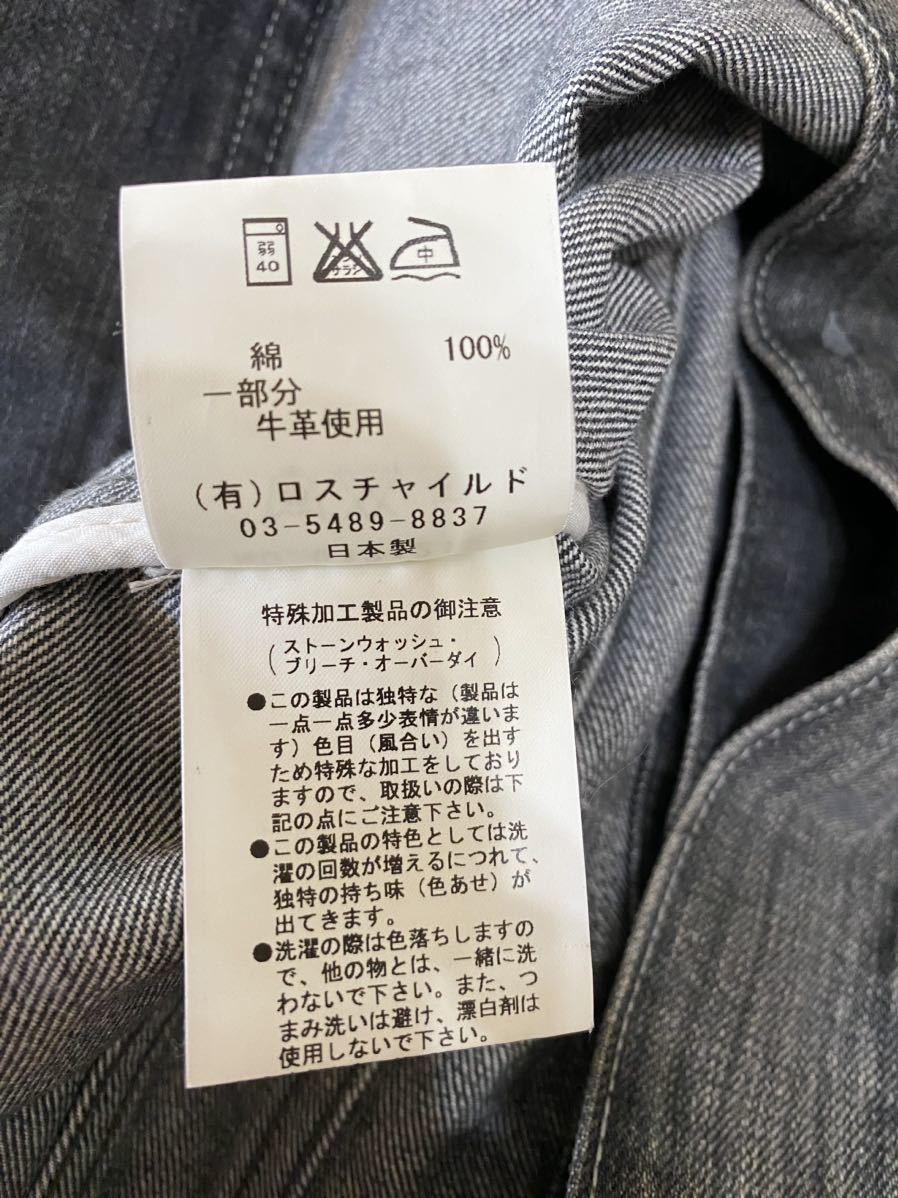 弱
40
エンソ
サラシ
中
綿 100%
一部分
牛革使用
(有)ロスチャイルド
03-5489-8837
日本製
特殊加工製品の御注意
(ストーンウォッシュ・
ブリーチ・オーバーダイ)
●この製品は独特な(製品は
一点一点多少表情が違いま
す)色目(風合い)を出す
ため特殊な加工をしており
ますので、取扱いの際は下
記の点にご注意下さい。
●この製品の特色としては洗
濯の回数が増えるにつれて、
独特の持ち味(色あせ)が
出てきます。
●洗濯の際は色落ちしますの
で、他の物とは、一緒に洗
わないで下さい。また、つ
まみ洗いは避け、漂白剤は
使用しないで下さい。